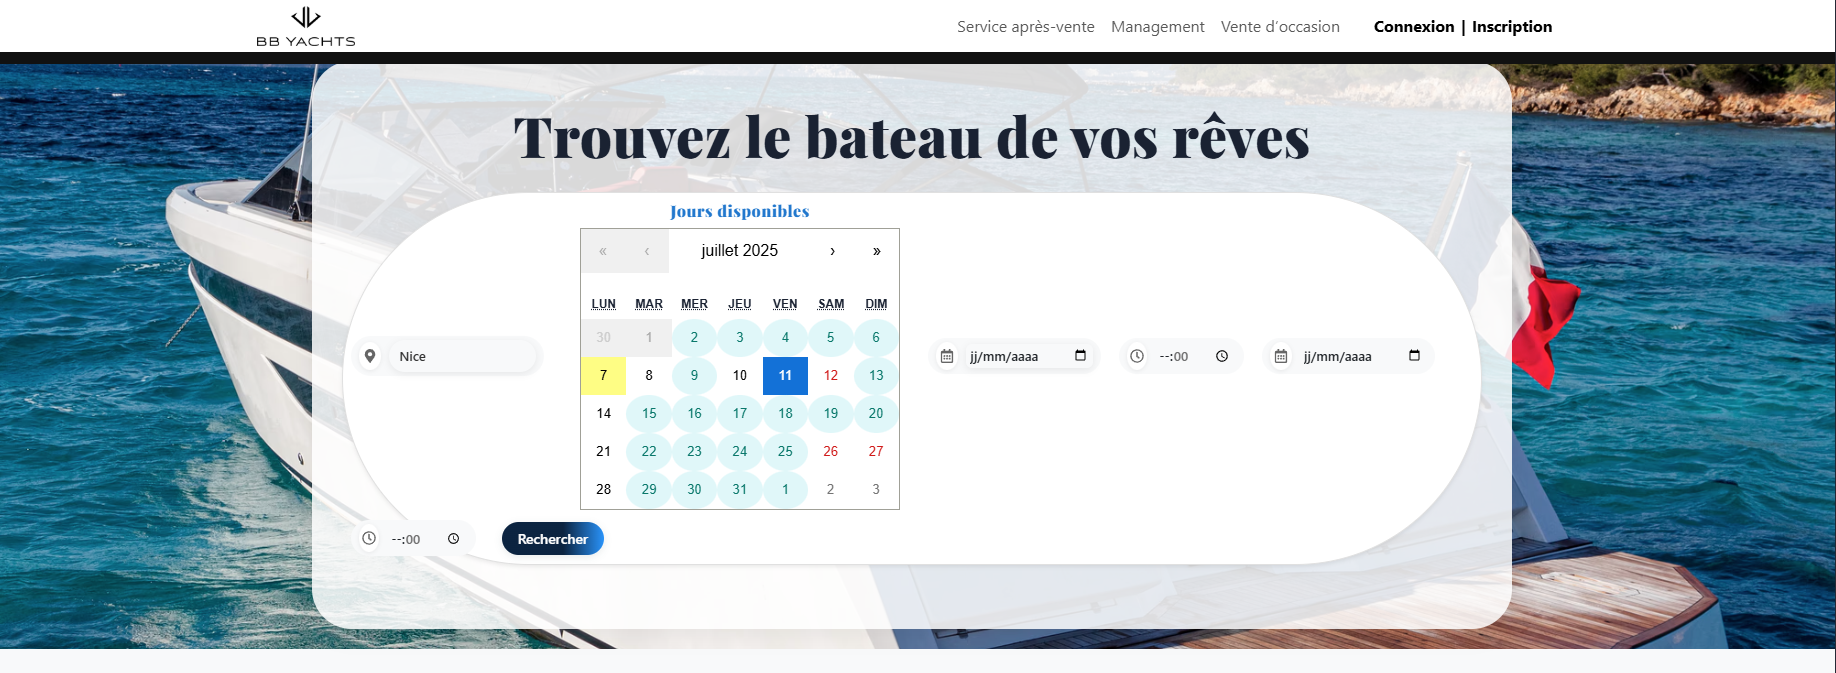 BB YACHTS
Service après-vente Management Vente d'occasion Connexion | Inscription
Trouvez le bateau de vos rêves
Jours disponibles
« ‹ juillet 2025 › »
LUN MAR MER JEU VEN SAM DIM
30 1 2 3 4 5 6
7 8 9 10 11 12 13
14 15 16 17 18 19 20
21 22 23 24 25 26 27
28 29 30 31 1 2 3
Nice
jj/mm/aaaa --:00 jj/mm/aaaa
--:00 Rechercher